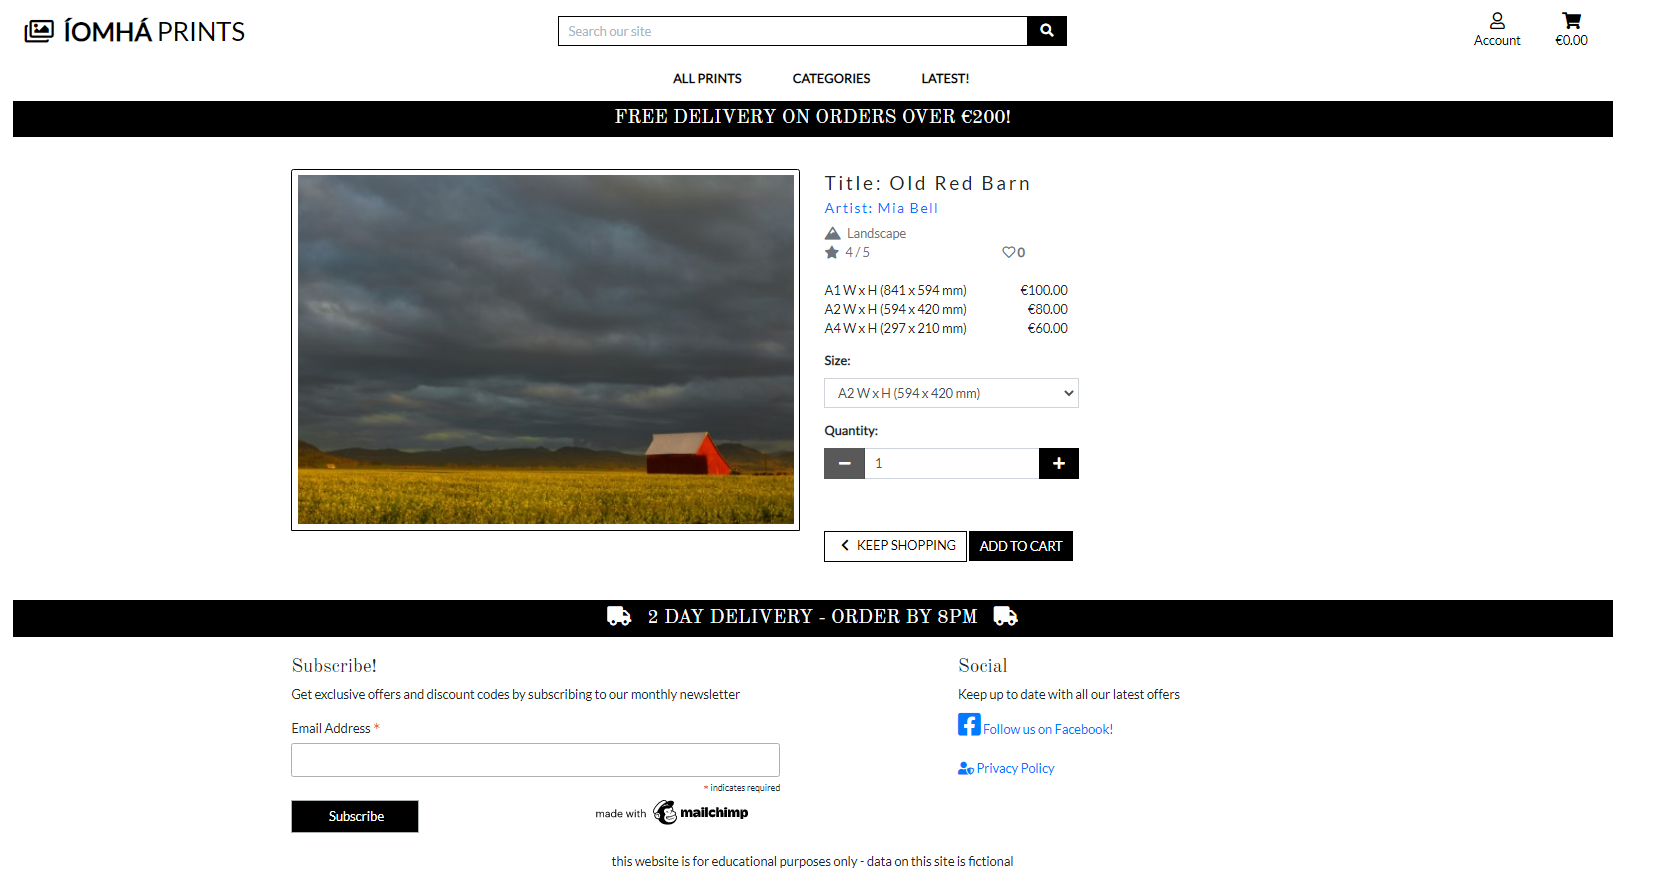 ÍOMHÁ PRINTS
Search our site
Account
€0.00
ALL PRINTS
CATEGORIES
LATEST!
FREE DELIVERY ON ORDERS OVER €200!
Title: Old Red Barn
Artist: Mia Bell
Landscape
4 / 5
0
A1 W x H (841 x 594 mm) €100.00
A2 W x H (594 x 420 mm) €80.00
A4 W x H (297 x 210 mm) €60.00
Size:
A2 W x H (594 x 420 mm)
Quantity:
1
KEEP SHOPPING
ADD TO CART
2 DAY DELIVERY - ORDER BY 8PM
Subscribe!
Get exclusive offers and discount codes by subscribing to our monthly newsletter
Email Address *
* indicates required
Subscribe
made with mailchimp
Social
Keep up to date with all our latest offers
Follow us on Facebook!
Privacy Policy
this website is for educational purposes only - data on this site is fictional